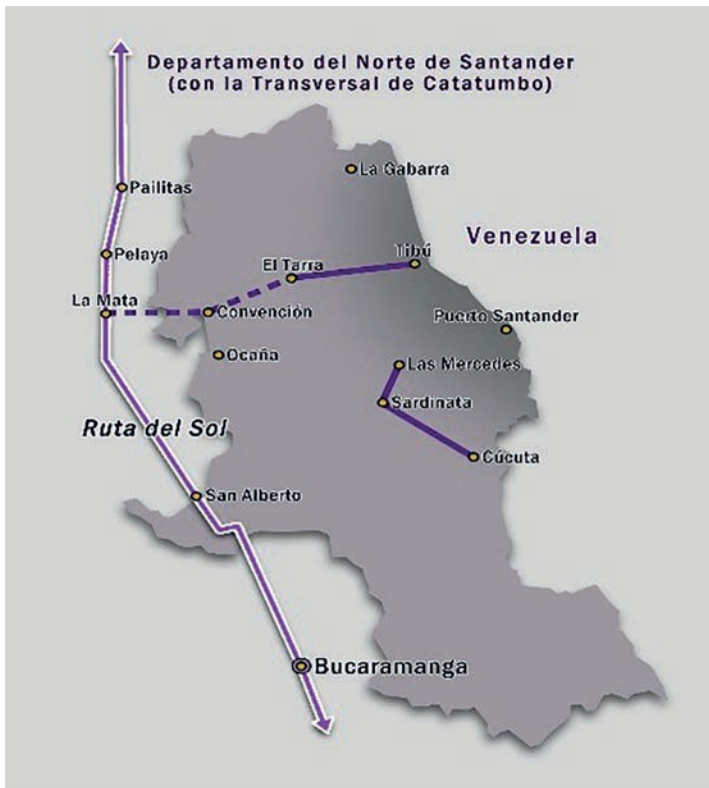 Departamento del Norte de Santander
(con la Transversal de Catatumbo)
La Gabarra
Pailitas
Venezuela
Tibú
Pelaya
El Tarra
La Mata
Convención
Puerto Santander
Ocaña
Las Mercedes
Sardinata
Ruta del Sol
Cúcuta
San Alberto
Bucaramanga